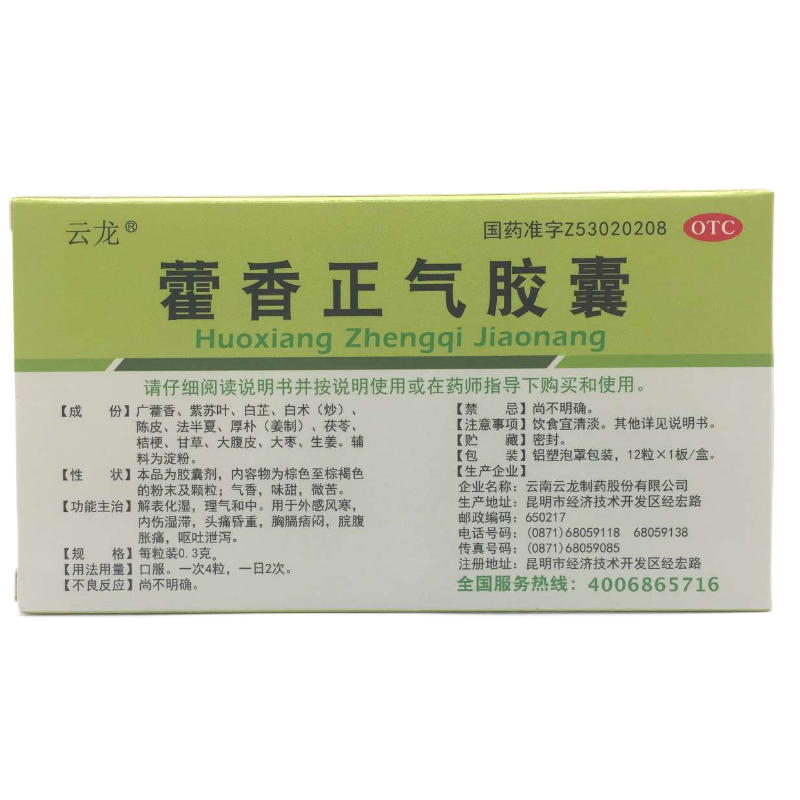 云龙®
国药准字Z53020208
OTC
藿香正气胶囊
Huoxiang Zhengqi Jiaonang
请仔细阅读说明书并按说明使用或在药师指导下购买和使用。
【成 份】广藿香、紫苏叶、白芷、白术（炒）、
陈皮、法半夏、厚朴（姜制）、茯苓、
桔梗、甘草、大腹皮、大枣、生姜。辅
料为淀粉。
【性 状】本品为胶囊剂，内容物为棕色至棕褐色
的粉末及颗粒；气香，味甜，微苦。
【功能主治】解表化湿，理气和中。用于外感风寒，
内伤湿滞，头痛昏重，胸膈痞闷，脘腹
胀痛，呕吐泄泻。
【规 格】每粒装0.3克。
【用法用量】口服。一次4粒，一日2次。
【不良反应】尚不明确。
【禁 忌】尚不明确。
【注意事项】饮食宜清淡。其他详见说明书。
【贮 藏】密封。
【包 装】铝塑泡罩包装，12粒×1板/盒。
【生产企业】
企业名称：云南云龙制药股份有限公司
生产地址：昆明市经济技术开发区经宏路
邮政编码：650217
电话号码：(0871)68059118 68059138
传真号码：(0871)68059085
注册地址：昆明市经济技术开发区经宏路
全国服务热线：4006865716